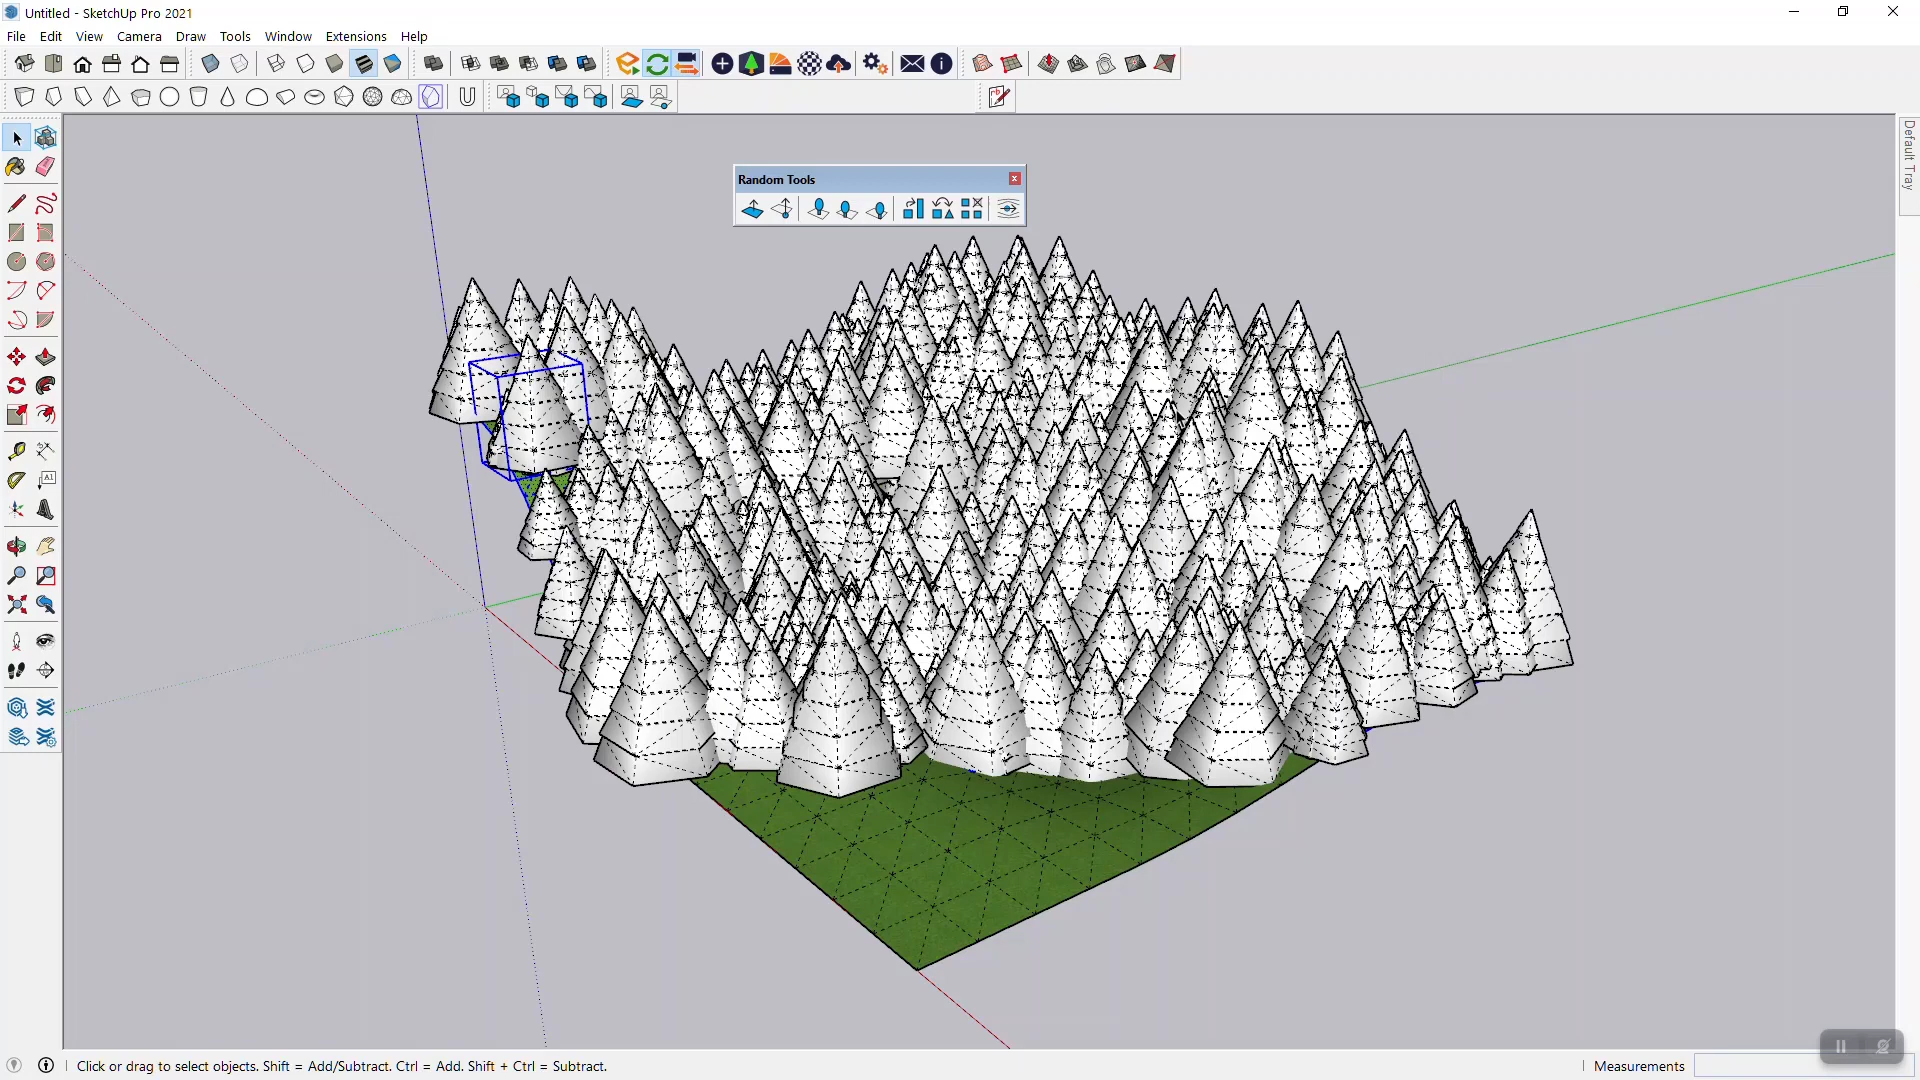 Untitled - SketchUp Pro 2021
File Edit View Camera Draw Tools Window Extensions Help
Default Tray
Random Tools
A1
Click or drag to select objects. Shift = Add/Subtract. Ctrl = Add. Shift + Ctrl = Subtract.
Measurements